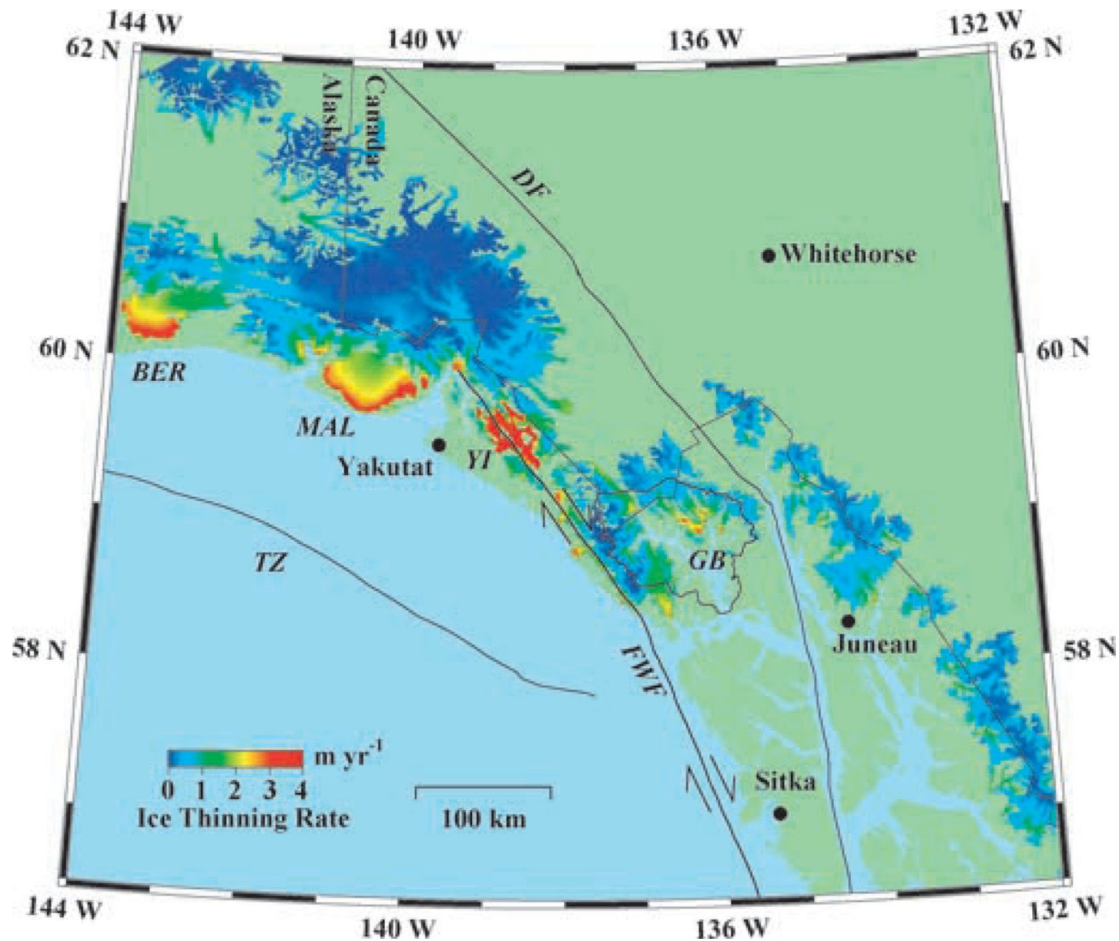 144 W
140 W
136 W
132 W
62 N
62 N
Alaska
Canada
DF
Whitehorse
60 N
60 N
BER
MAL
Yakutat
YI
TZ
GB
Juneau
58 N
58 N
FWF
m yr-1
0 1 2 3 4
Ice Thinning Rate
100 km
Sitka
144 W
140 W
136 W
132 W